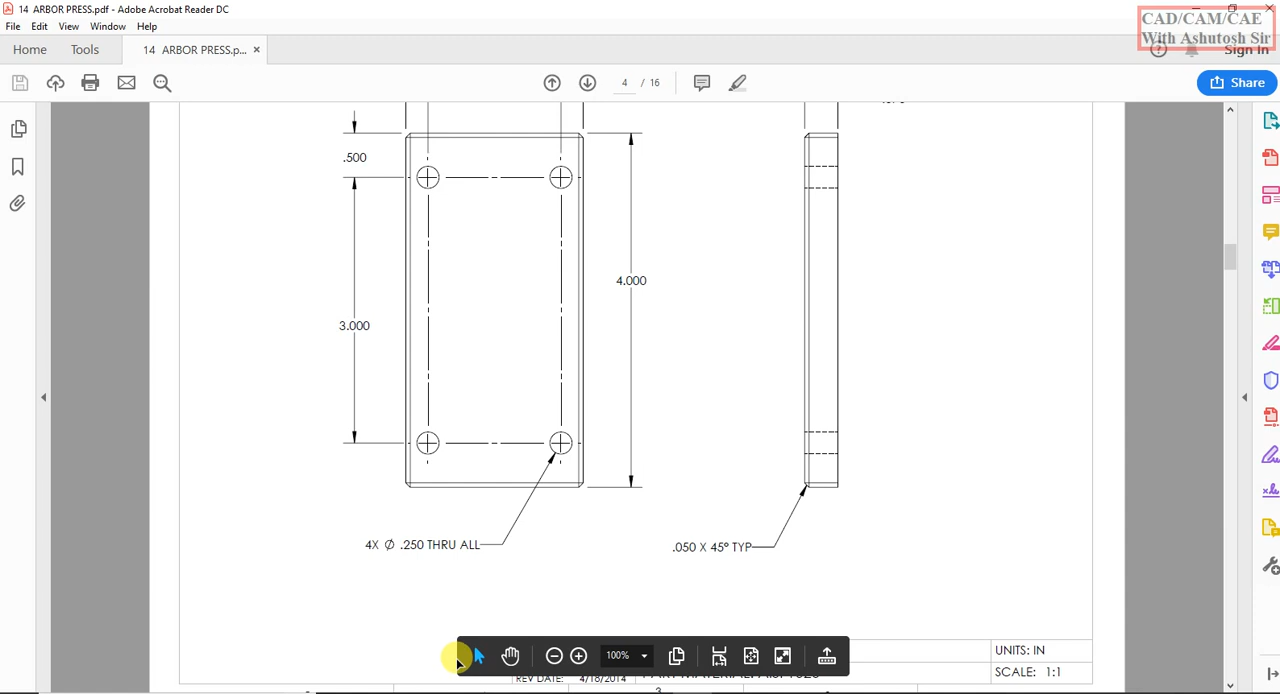 14 ARBOR PRESS.pdf - Adobe Acrobat Reader DC
CAD/CAM/CAE
With Ashutosh Sir
File Edit View Window Help
Home Tools 14 ARBOR PRESS.p... ×
Sign In
4 / 16
Share
.500
4.000
3.000
4X Ø .250 THRU ALL
.050 X 45° TYP
100%
UNITS: IN
SCALE: 1:1
REV DATE: 4/18/2014
3